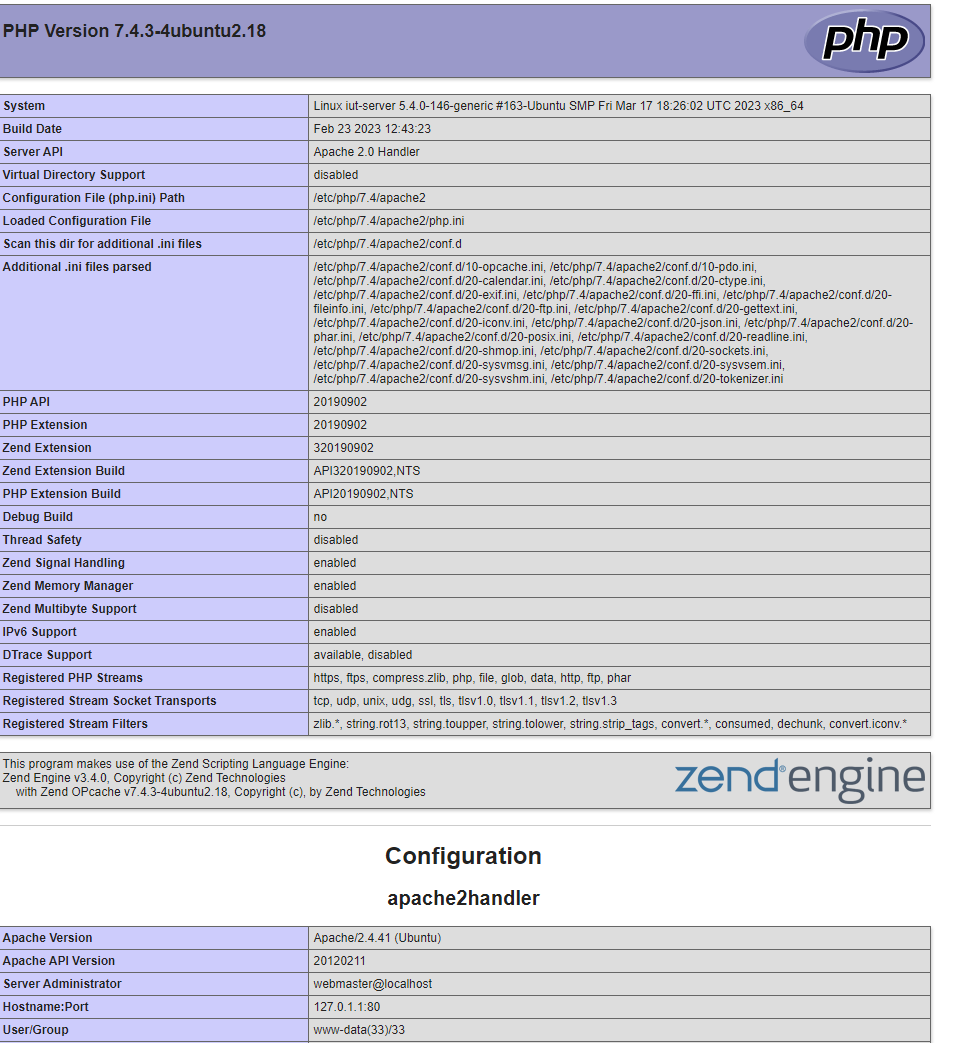 PHP Version 7.4.3-4ubuntu2.18
php
System Linux iut-server 5.4.0-146-generic #163-Ubuntu SMP Fri Mar 17 18:26:02 UTC 2023 x86_64
Build Date Feb 23 2023 12:43:23
Server API Apache 2.0 Handler
Virtual Directory Support disabled
Configuration File (php.ini) Path /etc/php/7.4/apache2
Loaded Configuration File /etc/php/7.4/apache2/php.ini
Scan this dir for additional .ini files /etc/php/7.4/apache2/conf.d
Additional .ini files parsed /etc/php/7.4/apache2/conf.d/10-opcache.ini, /etc/php/7.4/apache2/conf.d/10-pdo.ini,
/etc/php/7.4/apache2/conf.d/20-calendar.ini, /etc/php/7.4/apache2/conf.d/20-ctype.ini,
/etc/php/7.4/apache2/conf.d/20-exif.ini, /etc/php/7.4/apache2/conf.d/20-ffi.ini, /etc/php/7.4/apache2/conf.d/20-
fileinfo.ini, /etc/php/7.4/apache2/conf.d/20-ftp.ini, /etc/php/7.4/apache2/conf.d/20-gettext.ini,
/etc/php/7.4/apache2/conf.d/20-iconv.ini, /etc/php/7.4/apache2/conf.d/20-json.ini, /etc/php/7.4/apache2/conf.d/20-
phar.ini, /etc/php/7.4/apache2/conf.d/20-posix.ini, /etc/php/7.4/apache2/conf.d/20-readline.ini,
/etc/php/7.4/apache2/conf.d/20-shmop.ini, /etc/php/7.4/apache2/conf.d/20-sockets.ini,
/etc/php/7.4/apache2/conf.d/20-sysvmsg.ini, /etc/php/7.4/apache2/conf.d/20-sysvsem.ini,
/etc/php/7.4/apache2/conf.d/20-sysvshm.ini, /etc/php/7.4/apache2/conf.d/20-tokenizer.ini
PHP API 20190902
PHP Extension 20190902
Zend Extension 320190902
Zend Extension Build API320190902,NTS
PHP Extension Build API20190902,NTS
Debug Build no
Thread Safety disabled
Zend Signal Handling enabled
Zend Memory Manager enabled
Zend Multibyte Support disabled
IPv6 Support enabled
DTrace Support available, disabled
Registered PHP Streams https, ftps, compress.zlib, php, file, glob, data, http, ftp, phar
Registered Stream Socket Transports tcp, udp, unix, udg, ssl, tls, tlsv1.0, tlsv1.1, tlsv1.2, tlsv1.3
Registered Stream Filters zlib.*, string.rot13, string.toupper, string.tolower, string.strip_tags, convert.*, consumed, dechunk, convert.iconv.*
This program makes use of the Zend Scripting Language Engine:
Zend Engine v3.4.0, Copyright (c) Zend Technologies
with Zend OPcache v7.4.3-4ubuntu2.18, Copyright (c), by Zend Technologies
zend® engine
Configuration
apache2handler
Apache Version Apache/2.4.41 (Ubuntu)
Apache API Version 20120211
Server Administrator webmaster@localhost
Hostname:Port 127.0.1.1:80
User/Group www-data(33)/33